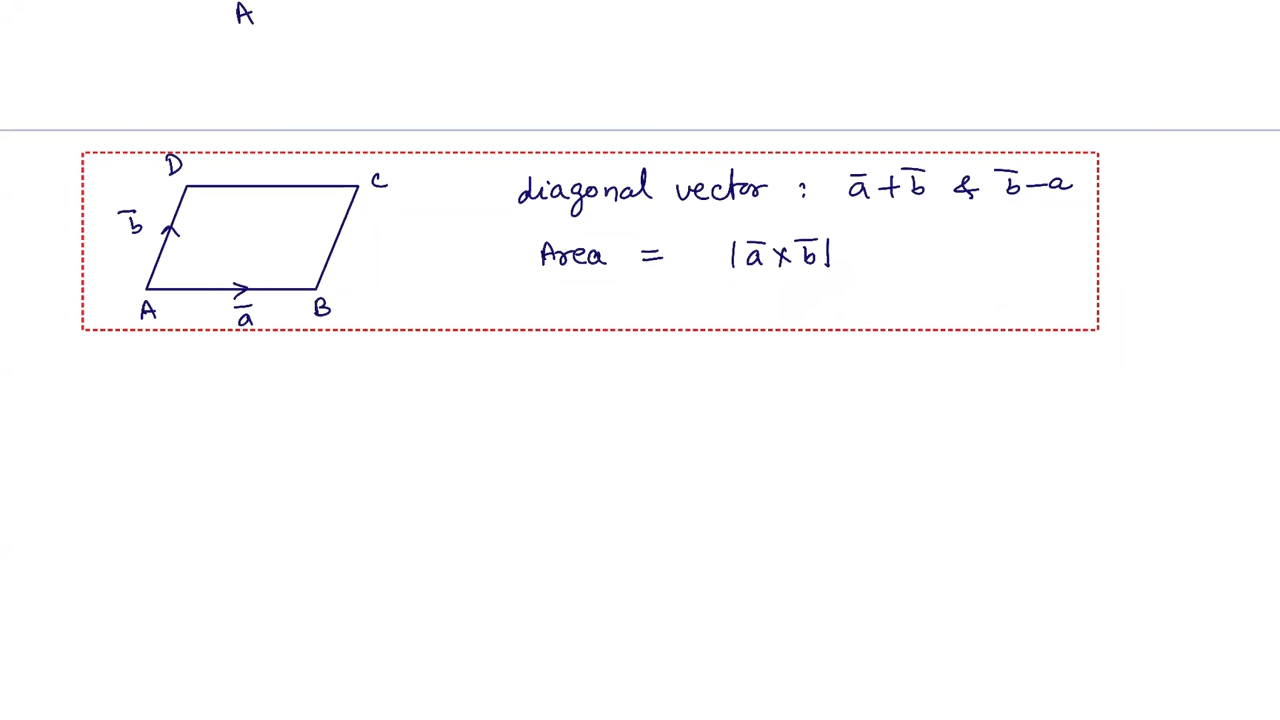 A
D
C
b̅
A
a̅
B
diagonal vector : a̅ + b̅ & b̅ - a
Area = |a̅ × b̅|